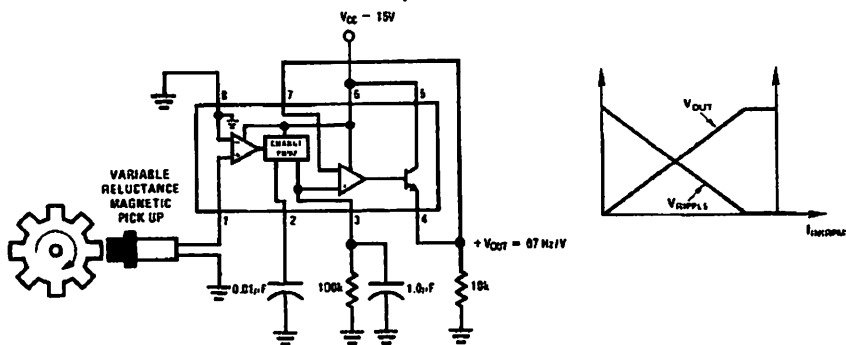 VCC – 15V
8
7
6
5
CHARGE
PUMP
VARIABLE
RELUCTANCE
MAGNETIC
PICK UP
1
2
3
4
+ VOUT = 67 Hz/V
0.01µF
100k
1.0µF
10k
VOUT
VRIPPLE